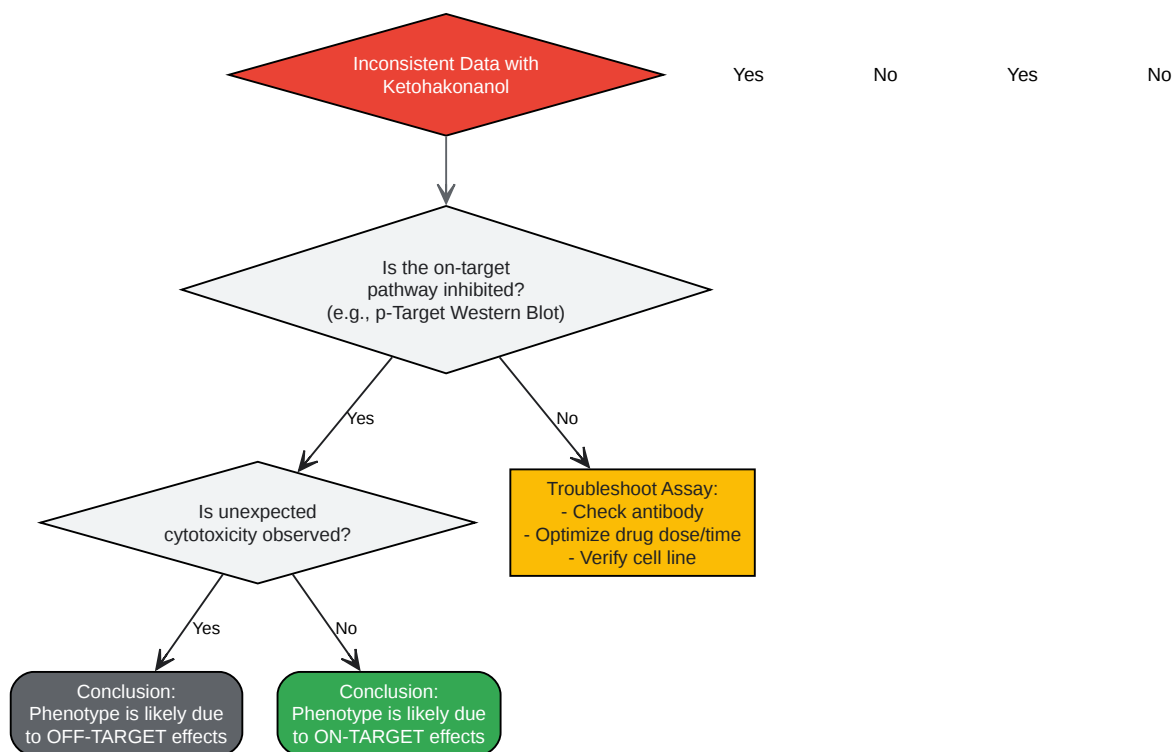 Inconsistent Data with
Ketohakonanol
Yes
No
Yes
No
Is the on-target
pathway inhibited?
(e.g., p-Target Western Blot)
Yes
No
Is unexpected
cytotoxicity observed?
Troubleshoot Assay:
- Check antibody
- Optimize drug dose/time
- Verify cell line
Yes
No
Conclusion:
Phenotype is likely due
to OFF-TARGET effects
Conclusion:
Phenotype is likely due
to ON-TARGET effects